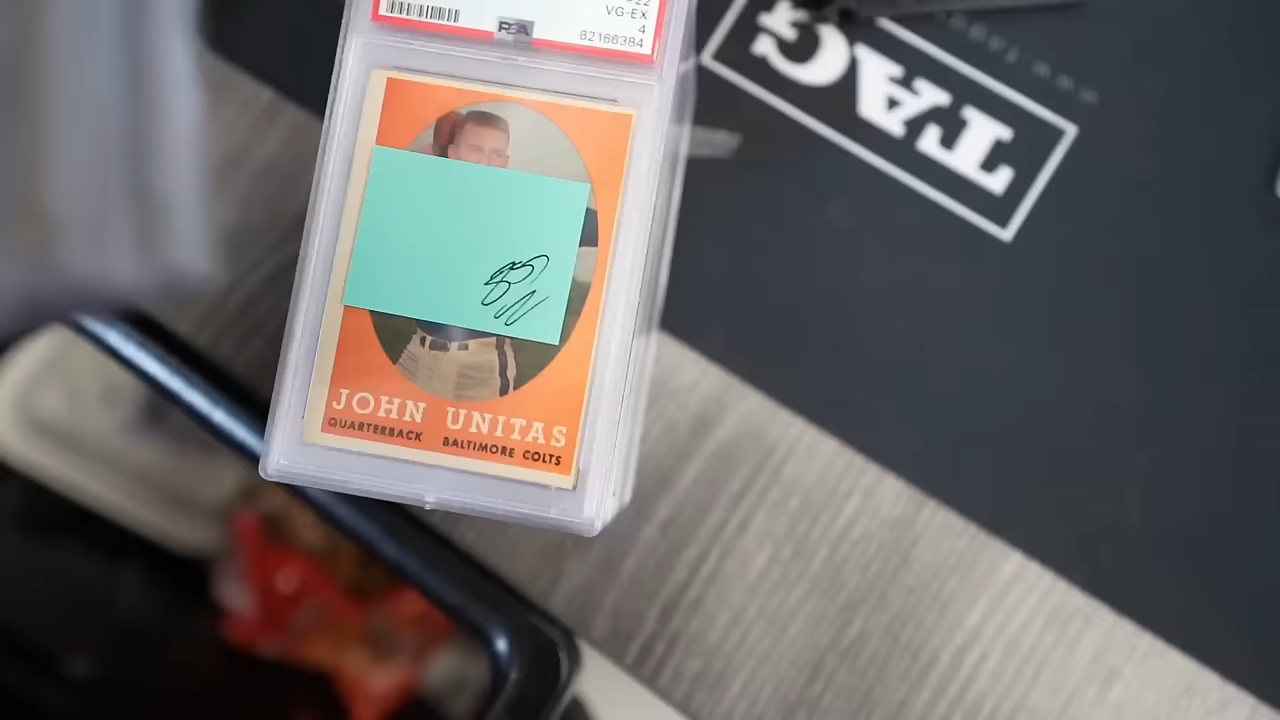 VG-EX
4
PSA
82166384
JOHN UNITAS
QUARTERBACK BALTIMORE COLTS
TAG